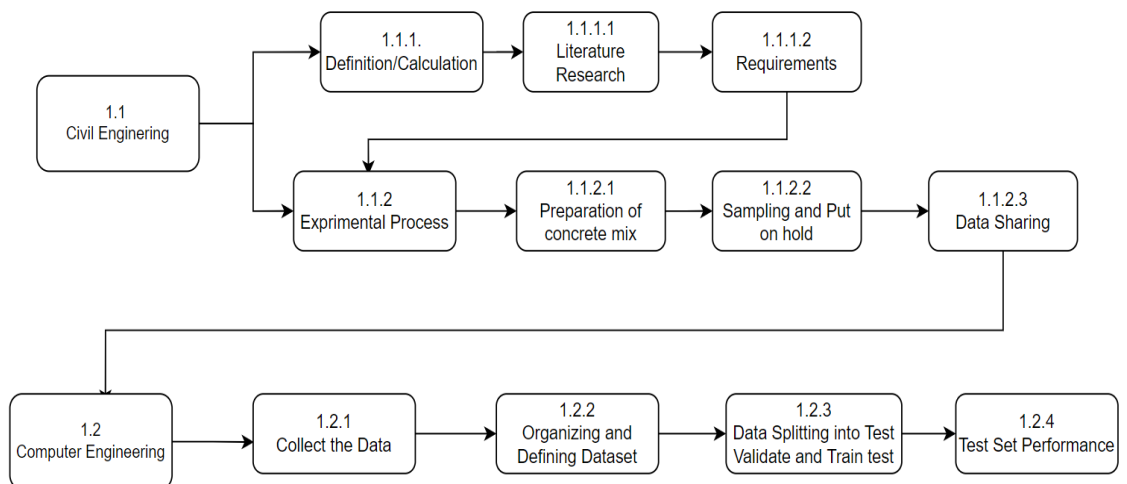 1.1.1.
Definition/Calculation
1.1.1.1
Literature
Research
1.1.1.2
Requirements
1.1
Civil Enginering
1.1.2
Exprimental Process
1.1.2.1
Preparation of
concrete mix
1.1.2.2
Sampling and Put
on hold
1.1.2.3
Data Sharing
1.2
Computer Engineering
1.2.1
Collect the Data
1.2.2
Organizing and
Defining Dataset
1.2.3
Data Splitting into Test
Validate and Train test
1.2.4
Test Set Performance